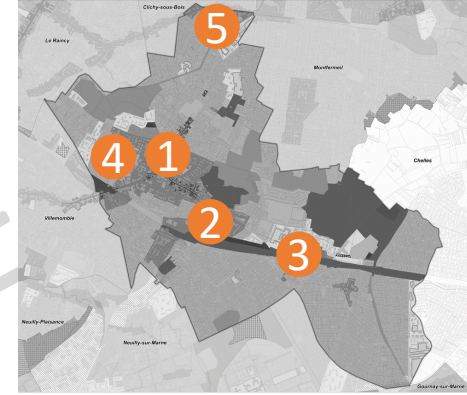 Clichy-sous-Bois
5
Le Raincy
Montfermeil
4
1
Chelles
Villemomble
2
3
Neuilly-Plaisance
Neuilly-sur-Marne
Gournay-sur-Marne